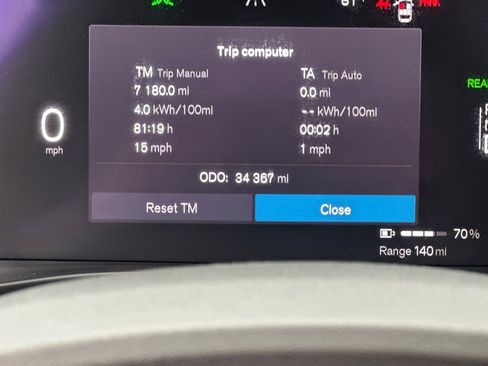 Trip computer
TM Trip Manual TA Trip Auto
7 180.0 mi 0.0 mi
4.0 kWh/100mi --kWh/100mi
81:19 h 00:02 h
15 mph 1 mph
ODO: 34 367 mi
Reset TM Close
0
mph
70%
Range 140 mi